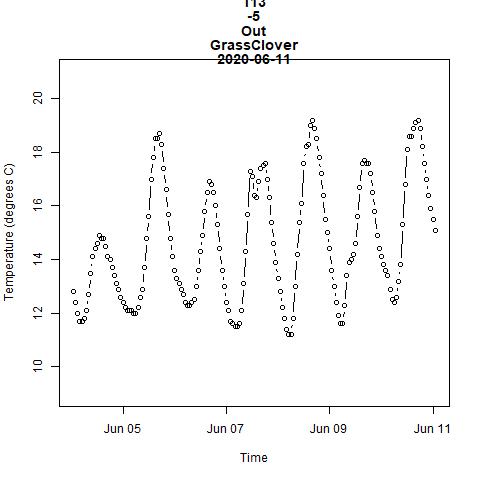 113
-5
Out
GrassClover
2020-06-11
Temperature (degrees C)
20
18
16
14
12
10
Jun 05 Jun 07 Jun 09 Jun 11
Time